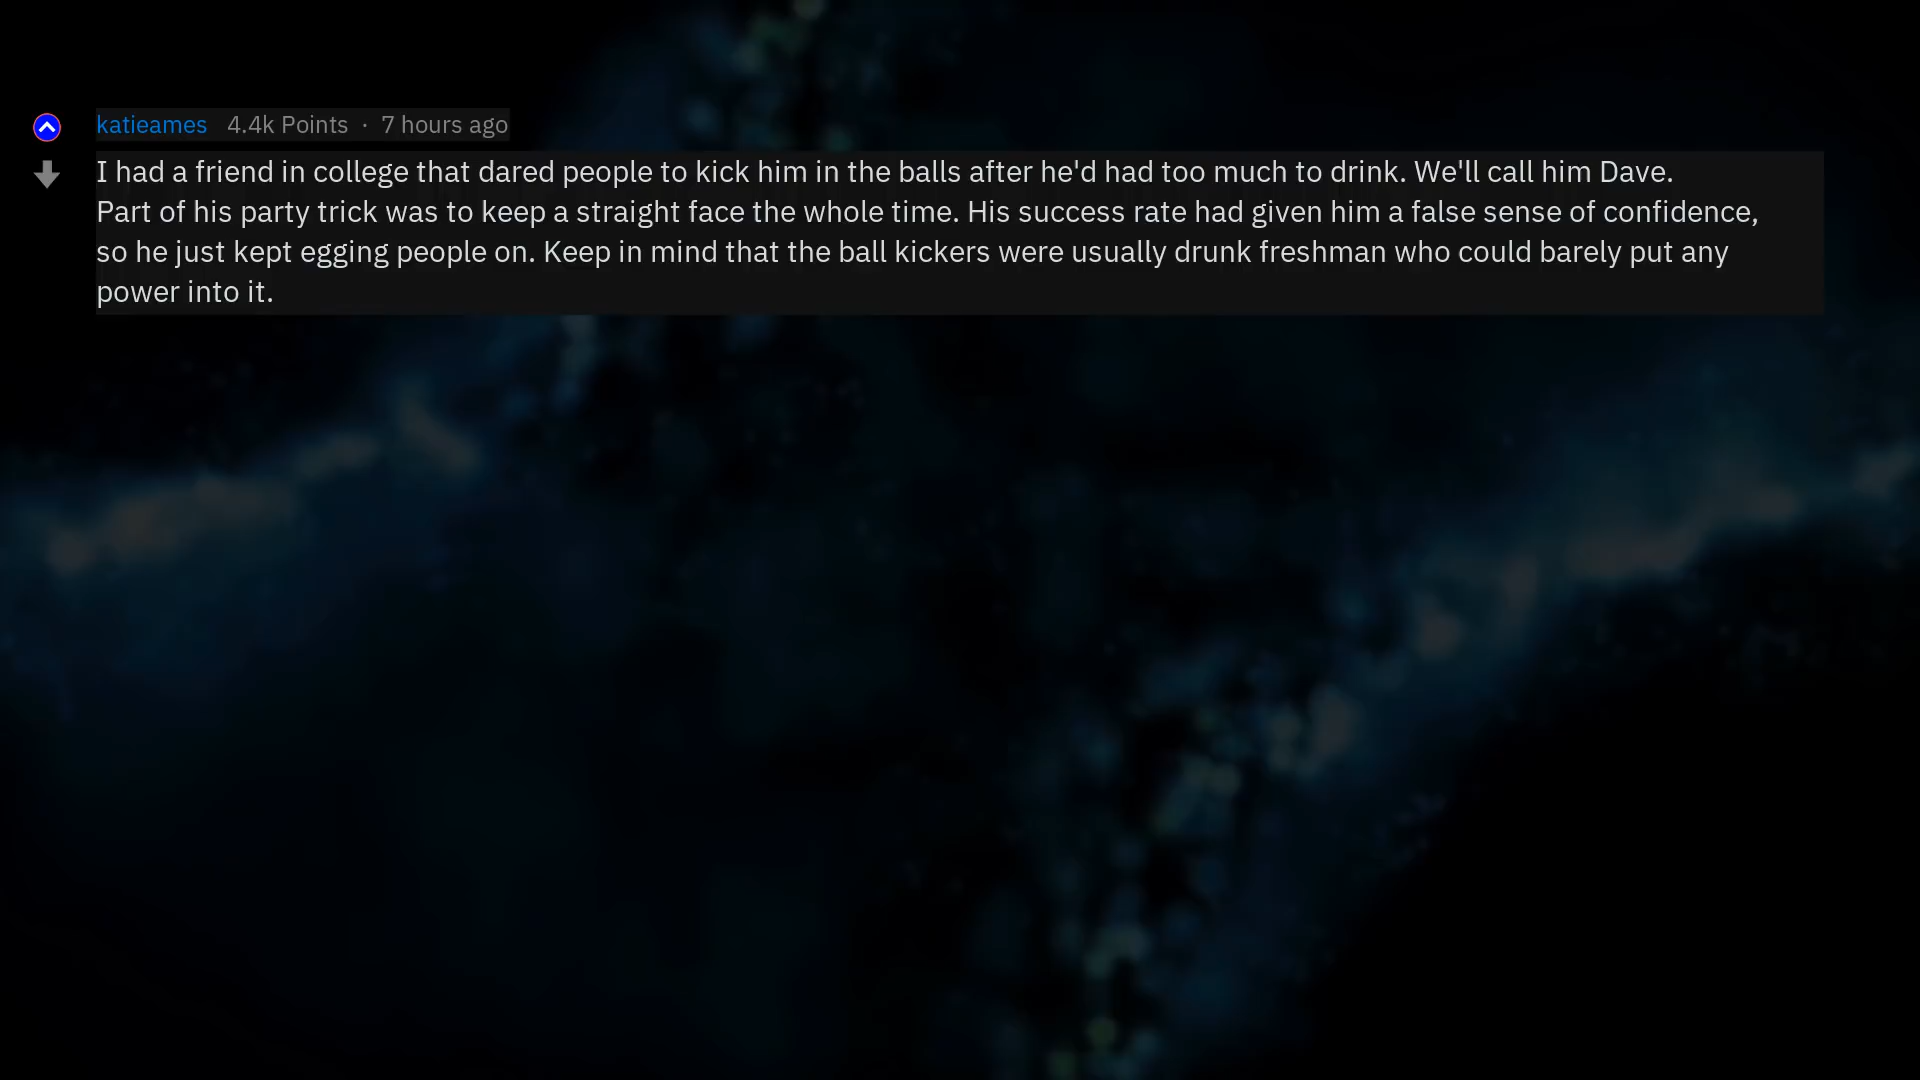 katieames 4.4k Points · 7 hours ago
I had a friend in college that dared people to kick him in the balls after he'd had too much to drink. We'll call him Dave.
Part of his party trick was to keep a straight face the whole time. His success rate had given him a false sense of confidence,
so he just kept egging people on. Keep in mind that the ball kickers were usually drunk freshman who could barely put any
power into it.